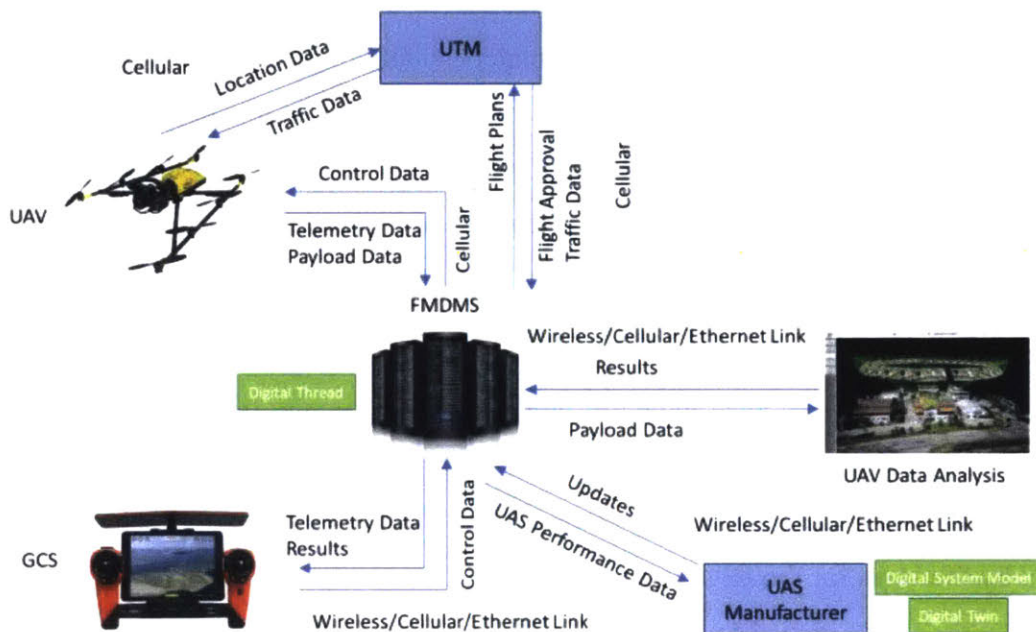 UTM
Cellular
Location Data
Traffic Data
Flight Plans
Flight Approval
Traffic Data
Cellular
Control Data
UAV
Telemetry Data
Payload Data
Cellular
FMDMS
Wireless/Cellular/Ethernet Link
Results
Digital Thread
Payload Data
UAV Data Analysis
Updates
UAS Performance Data
Wireless/Cellular/Ethernet Link
Telemetry Data
Results
Control Data
GCS
UAS
Manufacturer
Digital System Model
Digital Twin
Wireless/Cellular/Ethernet Link